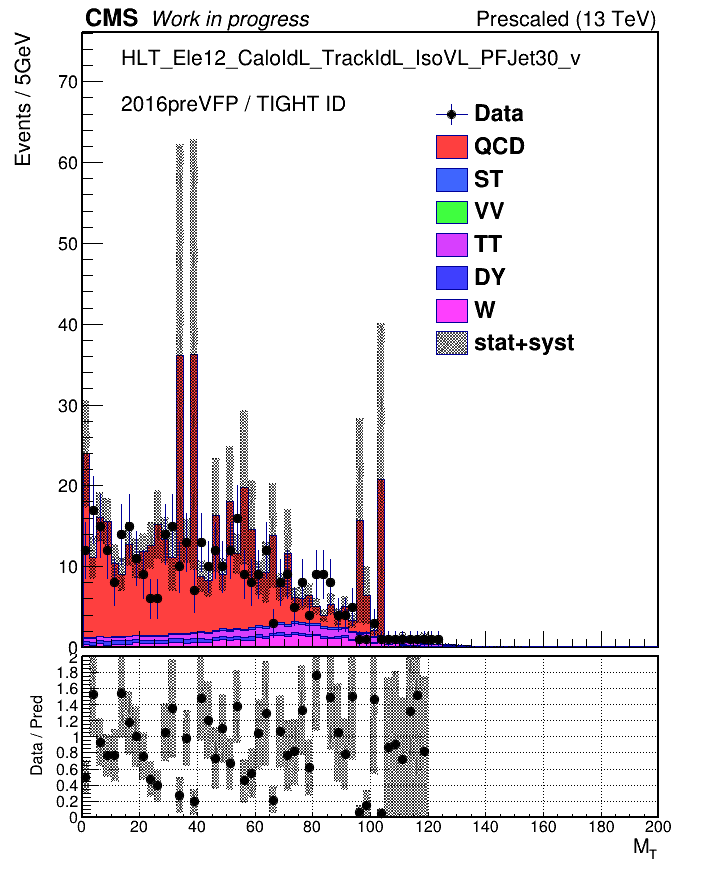 CMS Work in progress Prescaled (13 TeV)
Events / 5GeV
HLT_Ele12_CaloIdL_TrackIdL_IsoVL_PFJet30_v
2016preVFP / TIGHT ID
Data
QCD
ST
VV
TT
DY
W
stat+syst
70
60
50
40
30
20
10
0
Data / Pred
2
1.8
1.6
1.4
1.2
1
0.8
0.6
0.4
0.2
0
0 20 40 60 80 100 120 140 160 180 200
M_T